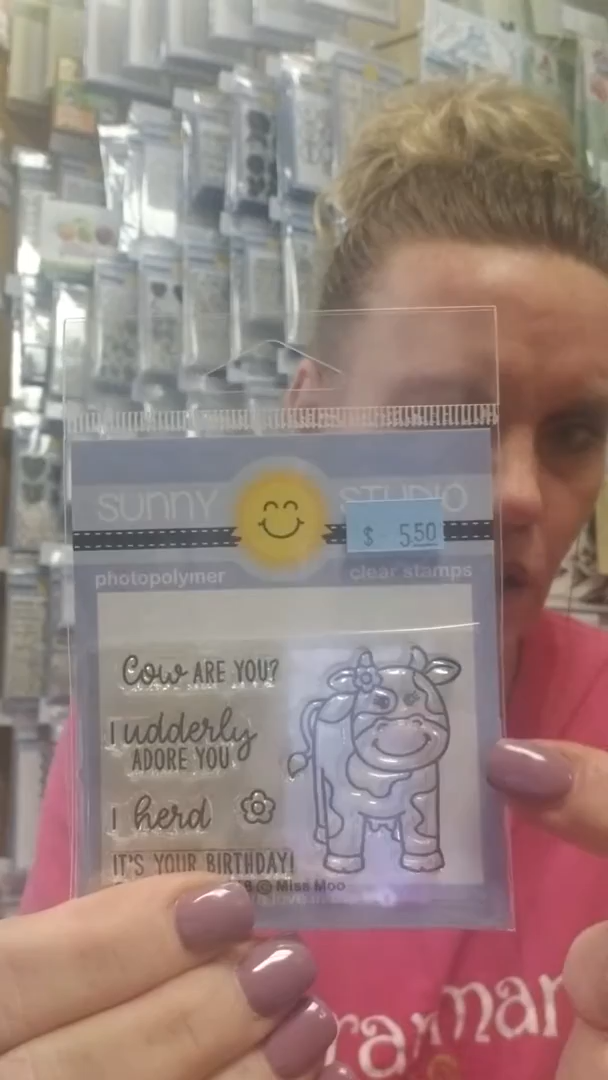 SUNNY STUDIO
$ 5.50
photopolymer clear stamps
Cow ARE YOU?
I udderly
ADORE YOU
I herd
IT'S YOUR BIRTHDAY!
© Miss Moo